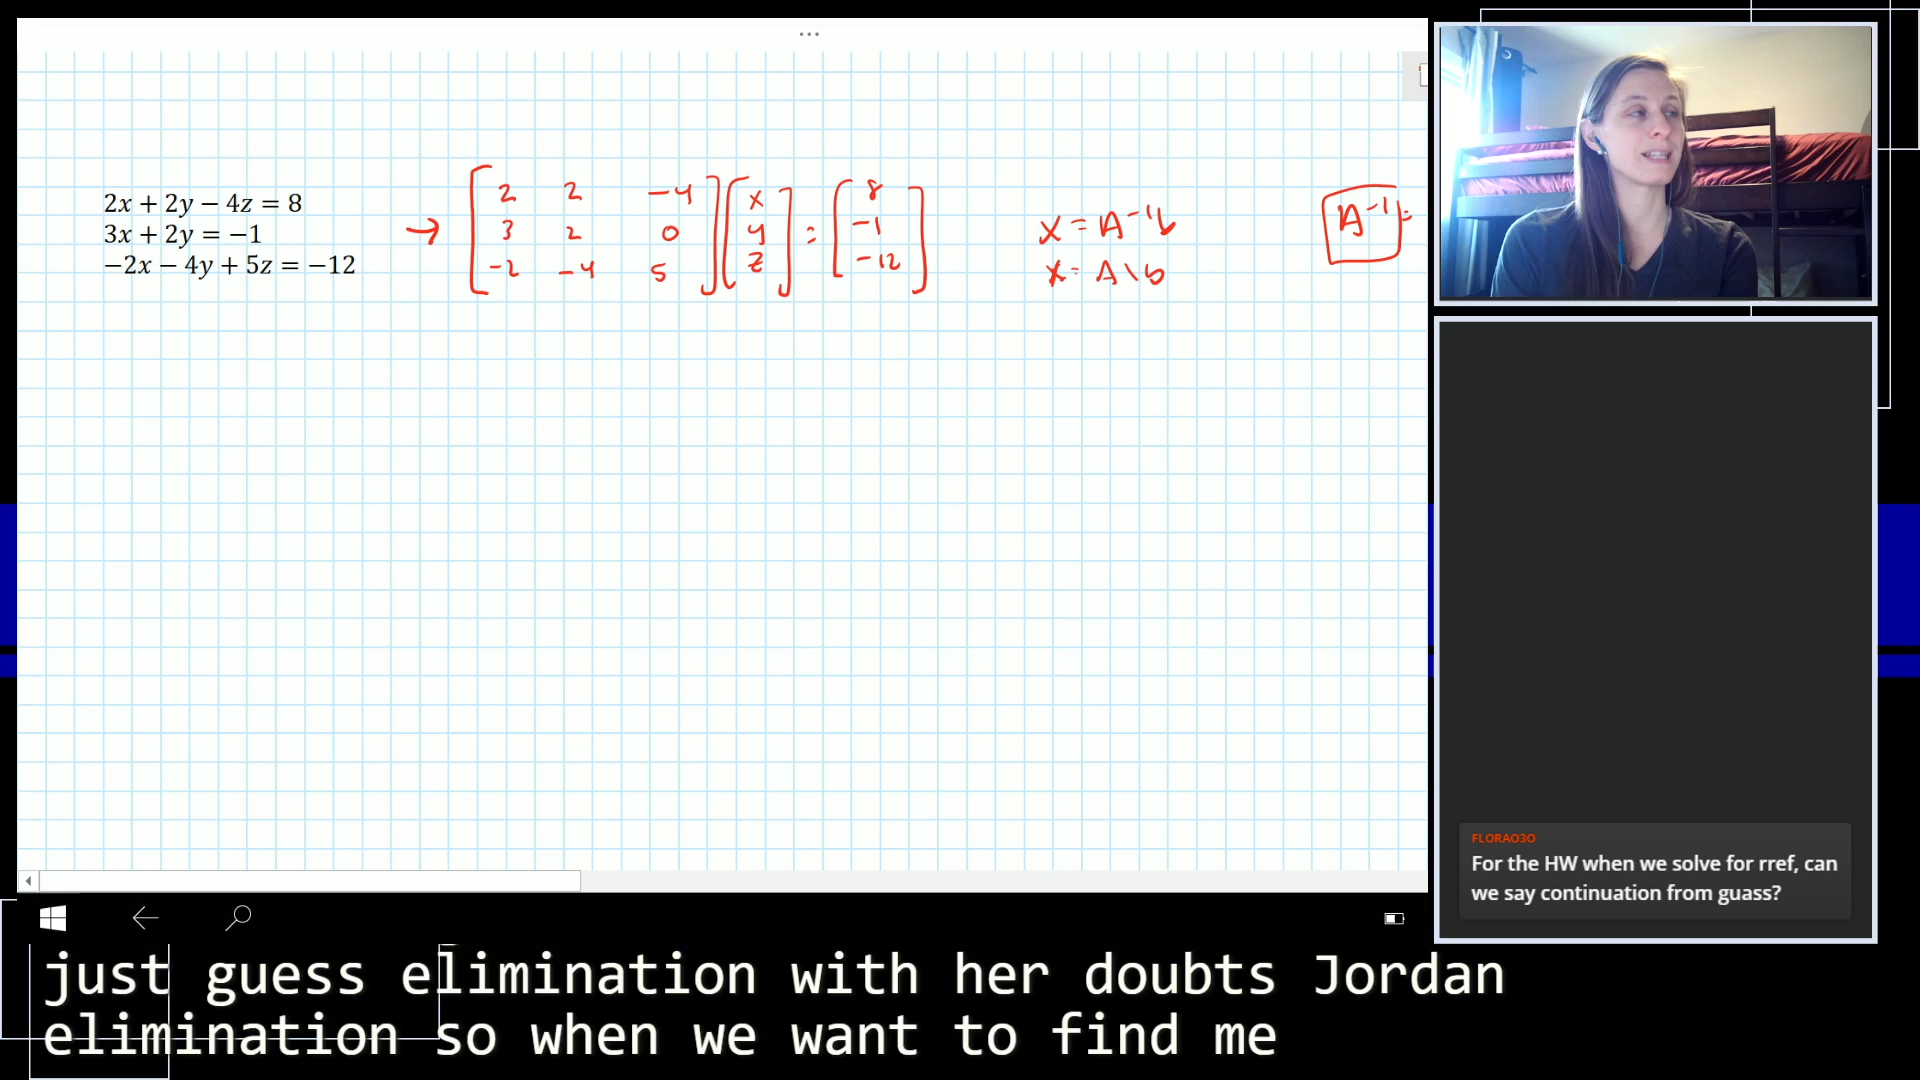 2x + 2y − 4z = 8
3x + 2y = −1
−2x − 4y + 5z = −12
→ [2 2 -4; 3 2 0; -2 -4 5] [x; y; z] = [8; -1; -12]
x = A⁻¹b
x = A\b
A⁻¹ =
FLORAO3O
For the HW when we solve for rref, can
we say continuation from guass?
just guess elimination with her doubts Jordan
elimination so when we want to find me